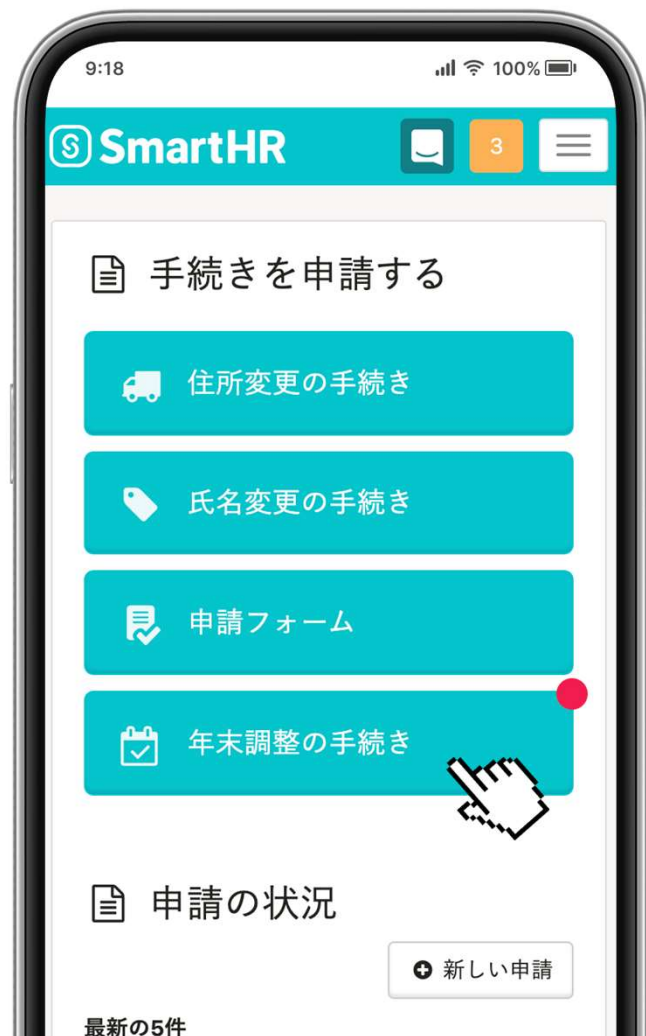 9:18
100%
SmartHR
3
手続きを申請する
住所変更の手続き
氏名変更の手続き
申請フォーム
年末調整の手続き
申請の状況
新しい申請
最新の5件